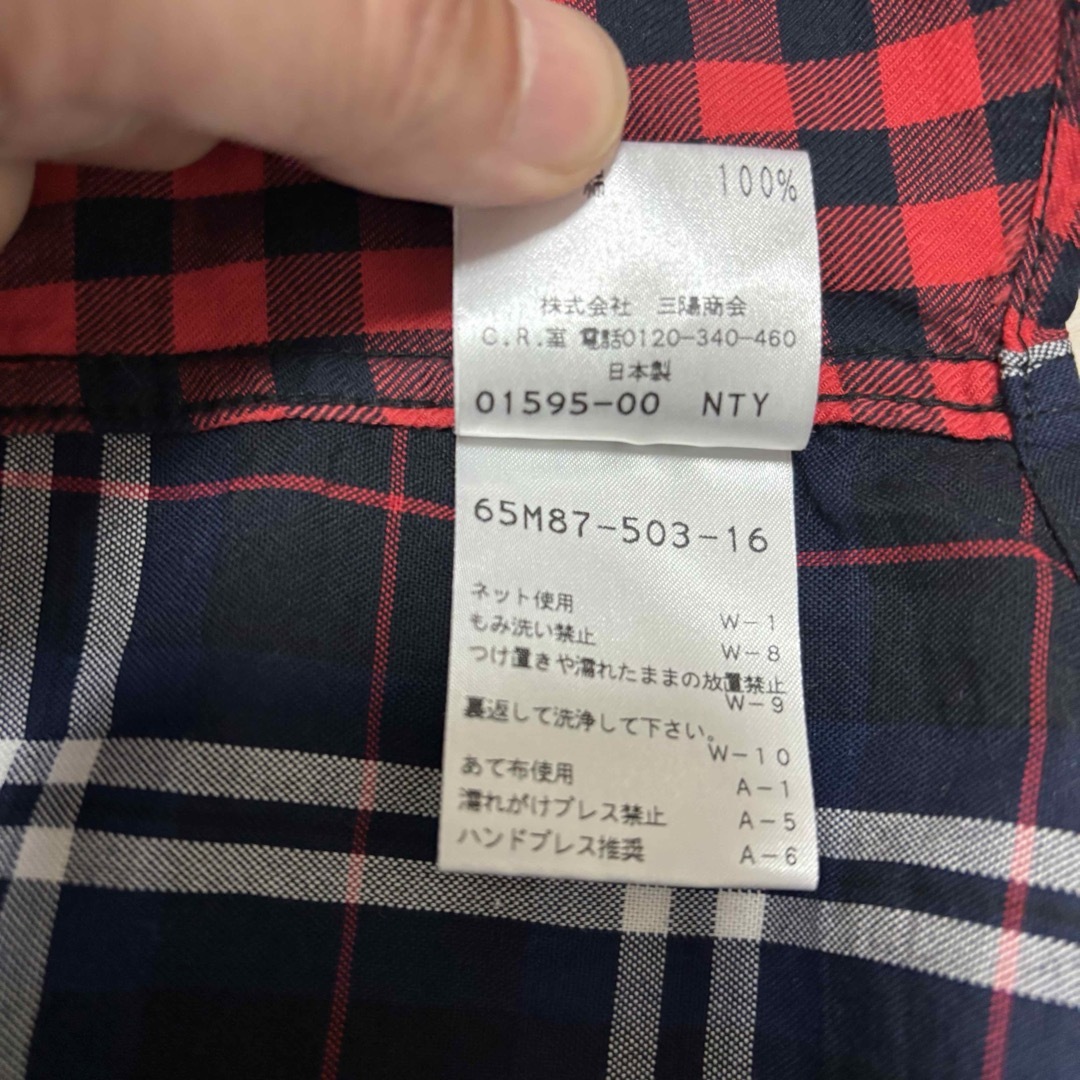 綿 100%
株式会社 三陽商会
C.R.室 電話0120-340-460
日本製
01595-00 NTY
65M87-503-16
ネット使用 W-1
もみ洗い禁止 W-8
つけ置きや濡れたままの放置禁止
W-9
裏返して洗浄して下さい。
W-10
あて布使用 A-1
濡れがけプレス禁止 A-5
ハンドプレス推奨 A-6